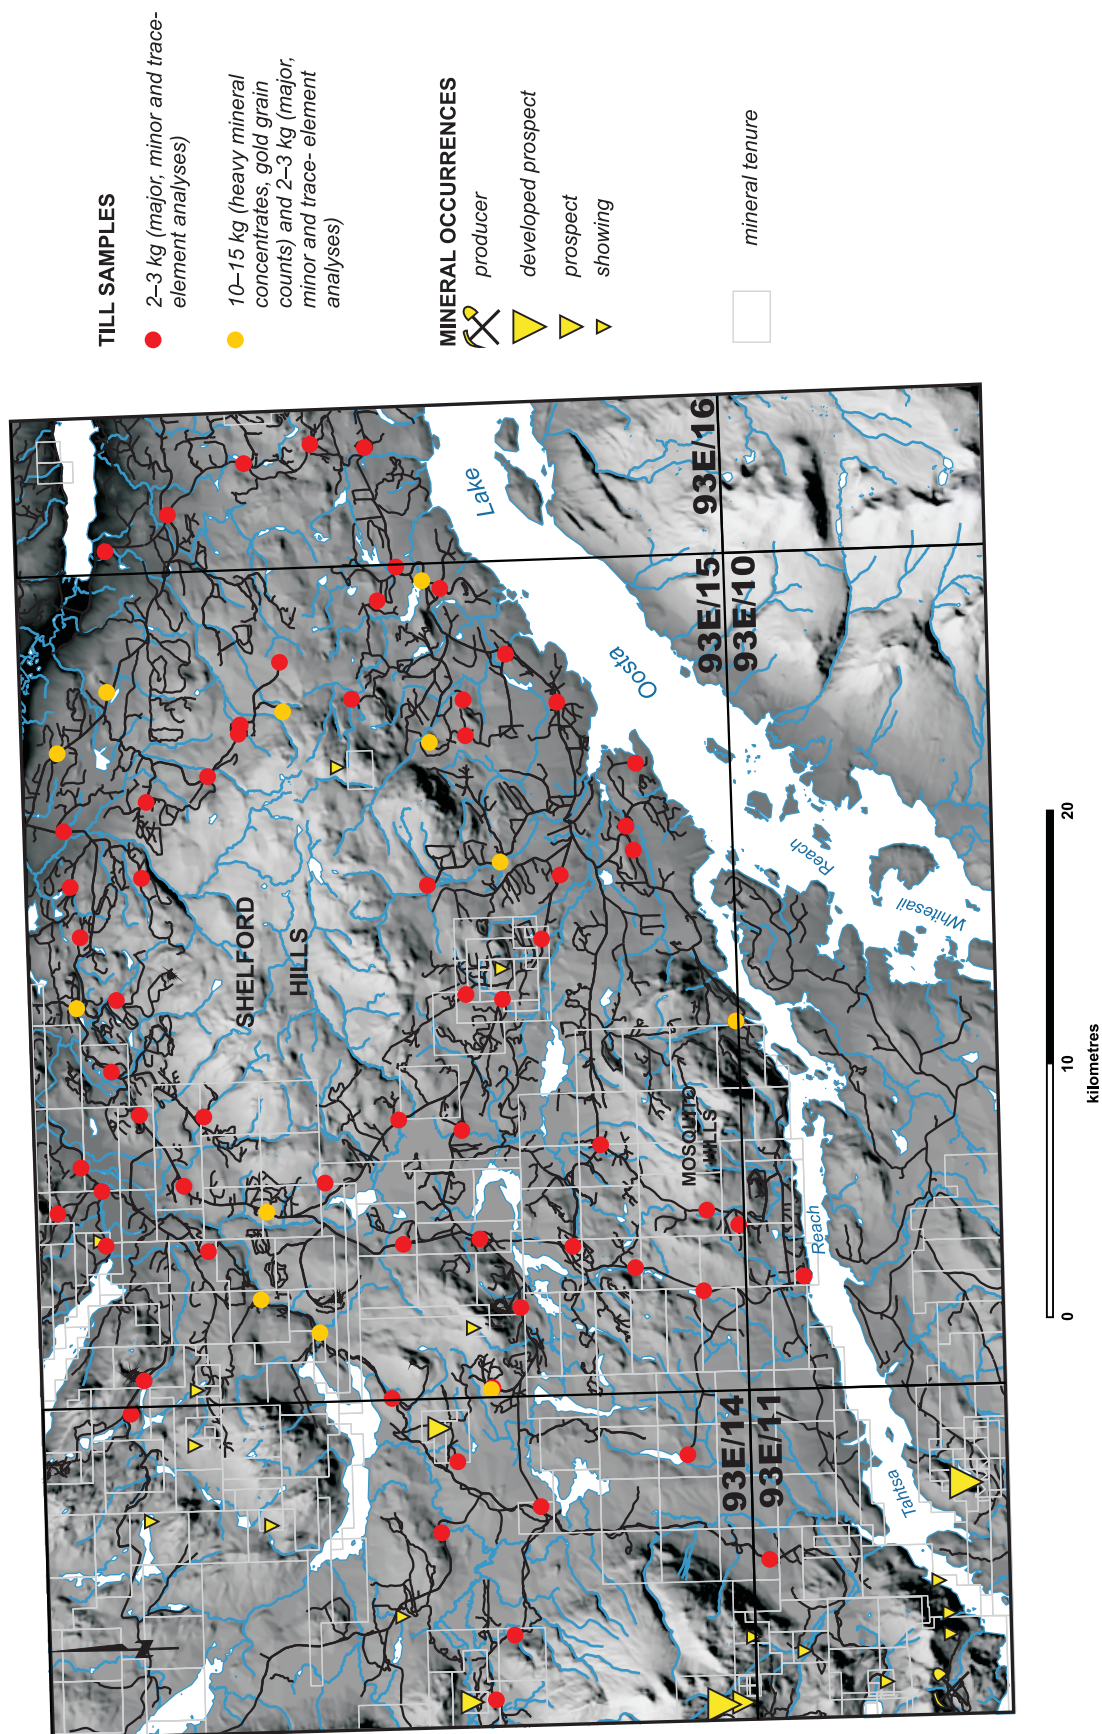 TILL SAMPLES
2–3 kg (major, minor and trace-
element analyses)
10–15 kg (heavy mineral
concentrates, gold grain
counts) and 2–3 kg (major,
minor and trace- element
analyses)
MINERAL OCCURRENCES
producer
developed prospect
prospect
showing
mineral tenure
SHELFORD
HILLS
MOSQUITO
HILLS
Lake
Oosta
Reach
Whitesail
Reach
Tahtsa
93E/16
93E/15
93E/10
93E/14
93E/11
N
0
10
20
kilometres